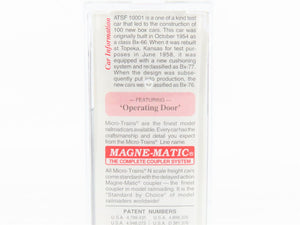 Car Information
ATSF 10001 is a one of a kind test
car that led to the construction of
100 new box cars. This car was
originally built in October 1954 as
a class Bx-60. When it was rebuilt
at Topeka, Kansas for test pur-
poses in June 1958, it was
equipped with a new cushioning
system and reclassified as Bx-77.
When the design was subse-
quently put into production, the
new cars were classified as Bx-76
— FEATURING —
"Operating Door"
Micro-Trains® are the finest model
railroad cars available. Every car has the
craftsmanship and detail you expect
from the Micro-Trains® Line name.
MAGNE-MATIC®
THE COMPLETE COUPLER SYSTEM
All Micro-Trains® N scale freight cars
come standard with the delayed action
Magne-Matic® coupler — the finest
coupler in model railroading. It is the
"Standard by Choice" of model
railroaders worldwide!
PATENT NUMBERS
U.S.A.
U.S.A.